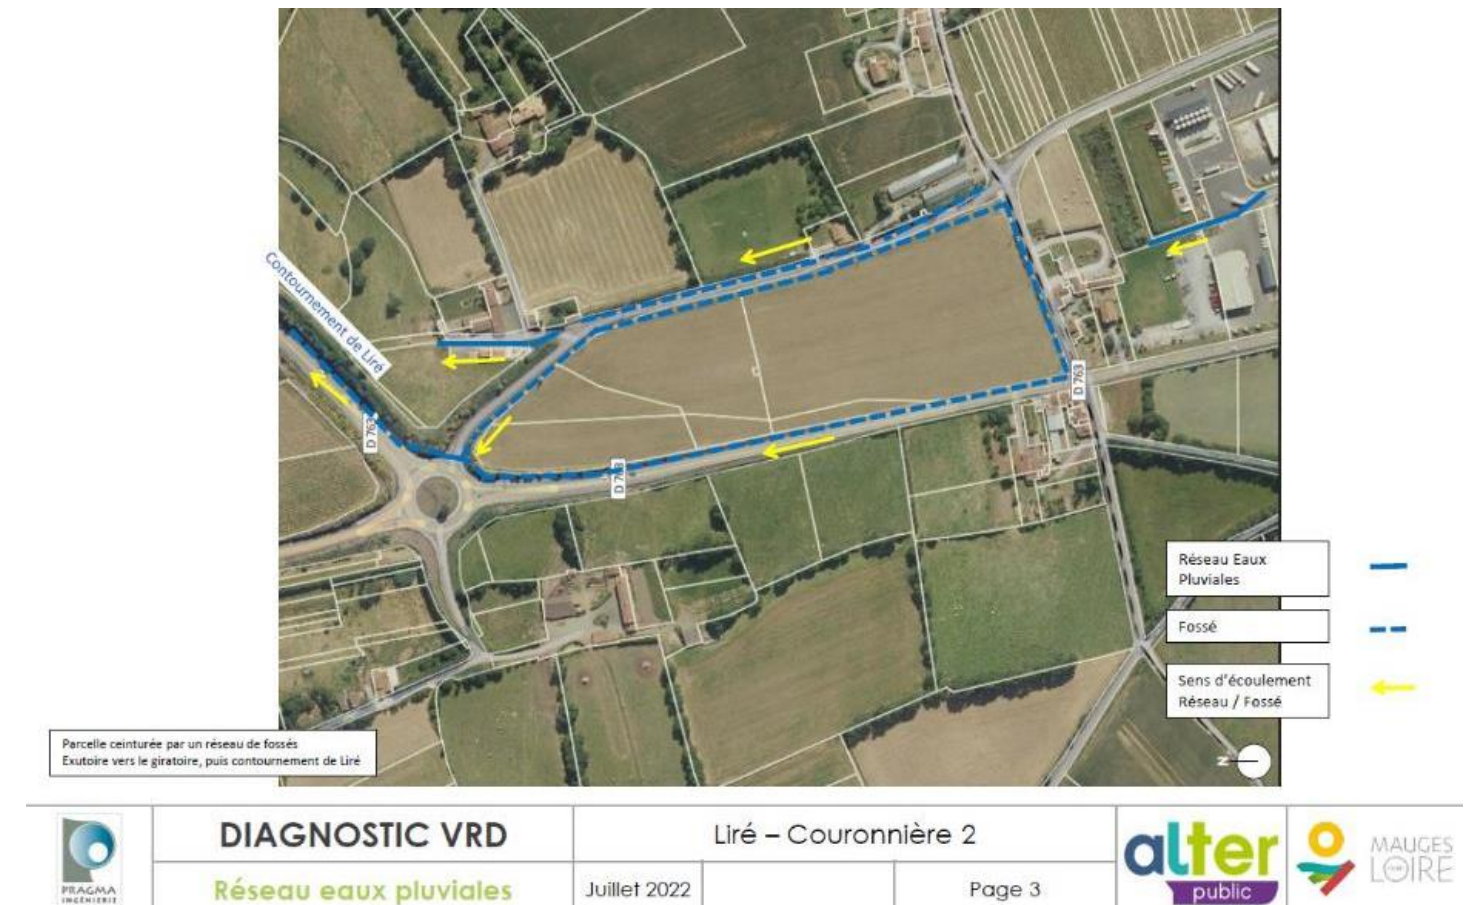 Contournement de Liré
D 763
D 763
D 763
Réseau Eaux
Pluviales
Fossé
Sens d'écoulement
Réseau / Fossé
N
Parcelle ceinturée par un réseau de fossés
Exutoire vers le giratoire, puis contournement de Liré
PRAGMA
INGÉNIERIE
DIAGNOSTIC VRD
Liré – Couronnière 2
Réseau eaux pluviales
Juillet 2022
Page 3
alter
public
MAUGES
LOIRE